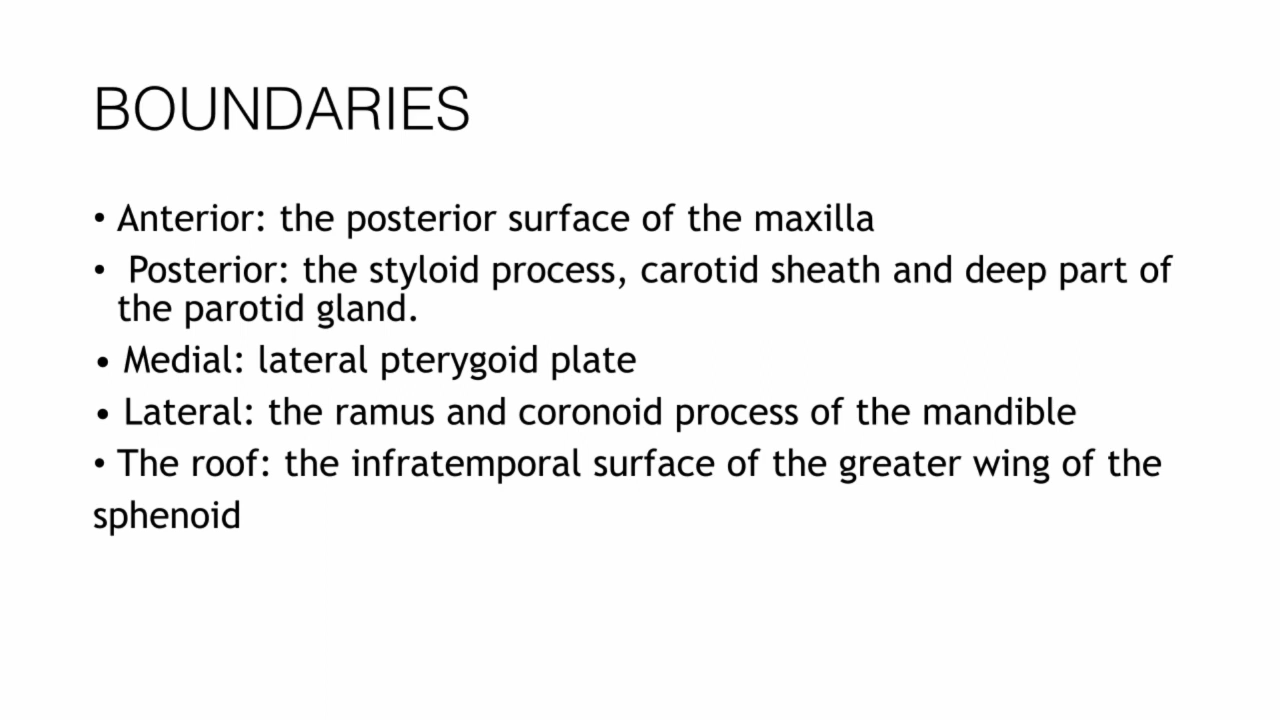 BOUNDARIES
• Anterior: the posterior surface of the maxilla
• Posterior: the styloid process, carotid sheath and deep part of
the parotid gland.
• Medial: lateral pterygoid plate
• Lateral: the ramus and coronoid process of the mandible
• The roof: the infratemporal surface of the greater wing of the
sphenoid